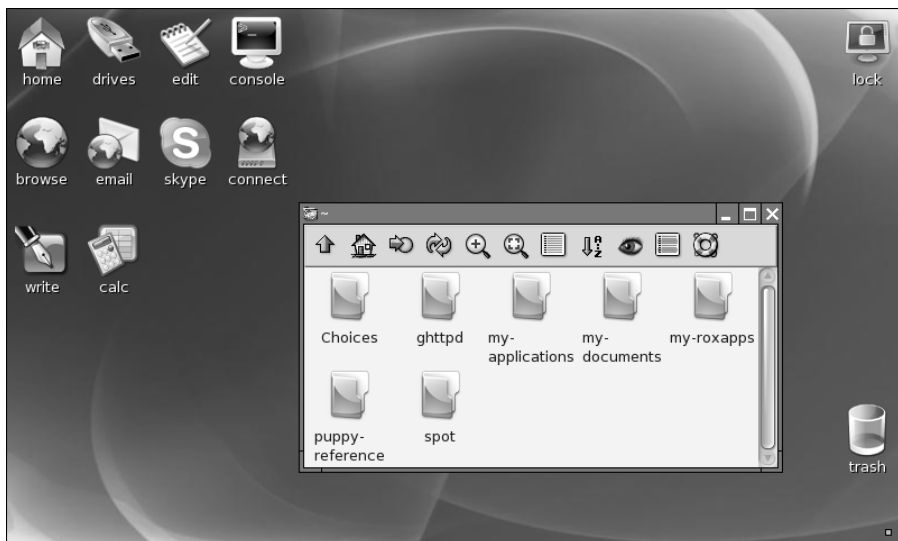 home
drives
edit
console
lock
browse
email
skype
connect
write
calc
~
Choices
ghttpd
my-
applications
my-
documents
my-roxapps
puppy-
reference
spot
trash